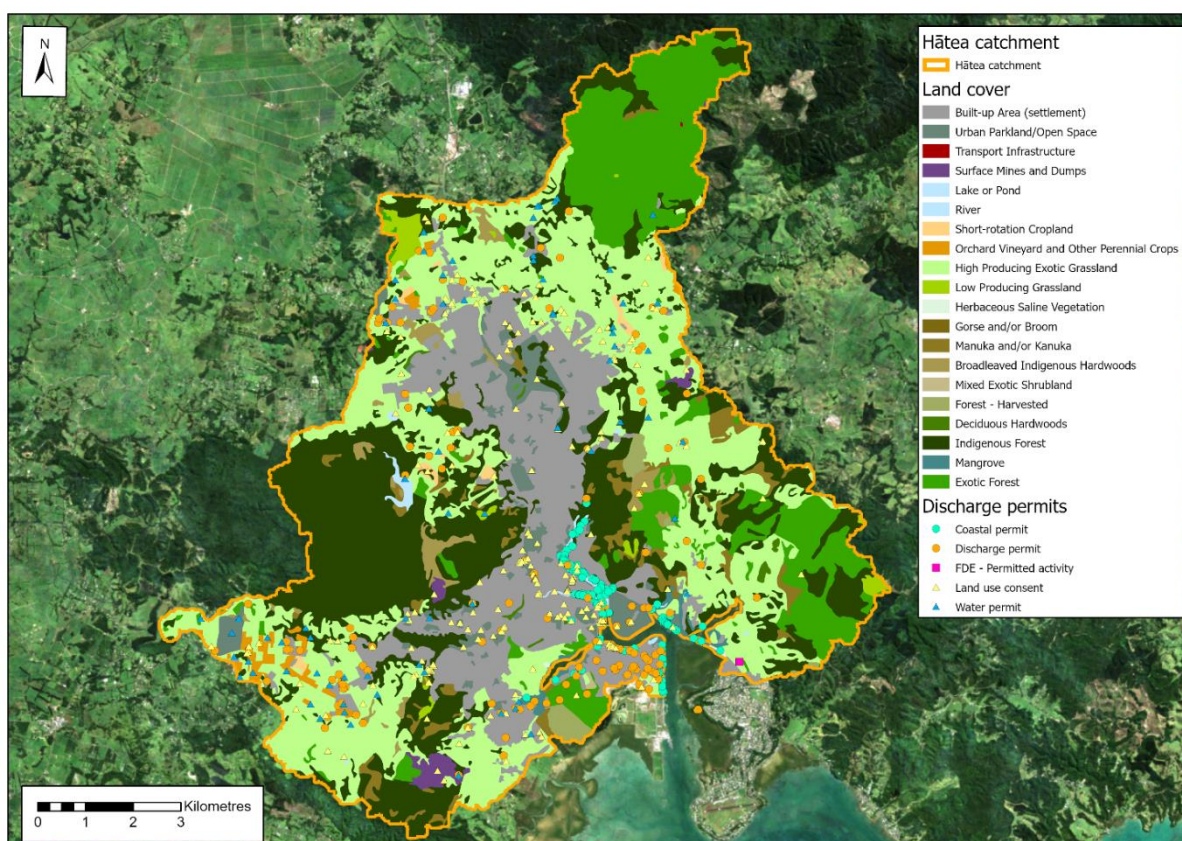 N
Hātea catchment
Hātea catchment
Land cover
Built-up Area (settlement)
Urban Parkland/Open Space
Transport Infrastructure
Surface Mines and Dumps
Lake or Pond
River
Short-rotation Cropland
Orchard Vineyard and Other Perennial Crops
High Producing Exotic Grassland
Low Producing Grassland
Herbaceous Saline Vegetation
Gorse and/or Broom
Manuka and/or Kanuka
Broadleaved Indigenous Hardwoods
Mixed Exotic Shrubland
Forest - Harvested
Deciduous Hardwoods
Indigenous Forest
Mangrove
Exotic Forest
Discharge permits
Coastal permit
Discharge permit
FDE - Permitted activity
Land use consent
Water permit
Kilometres
0 1 2 3